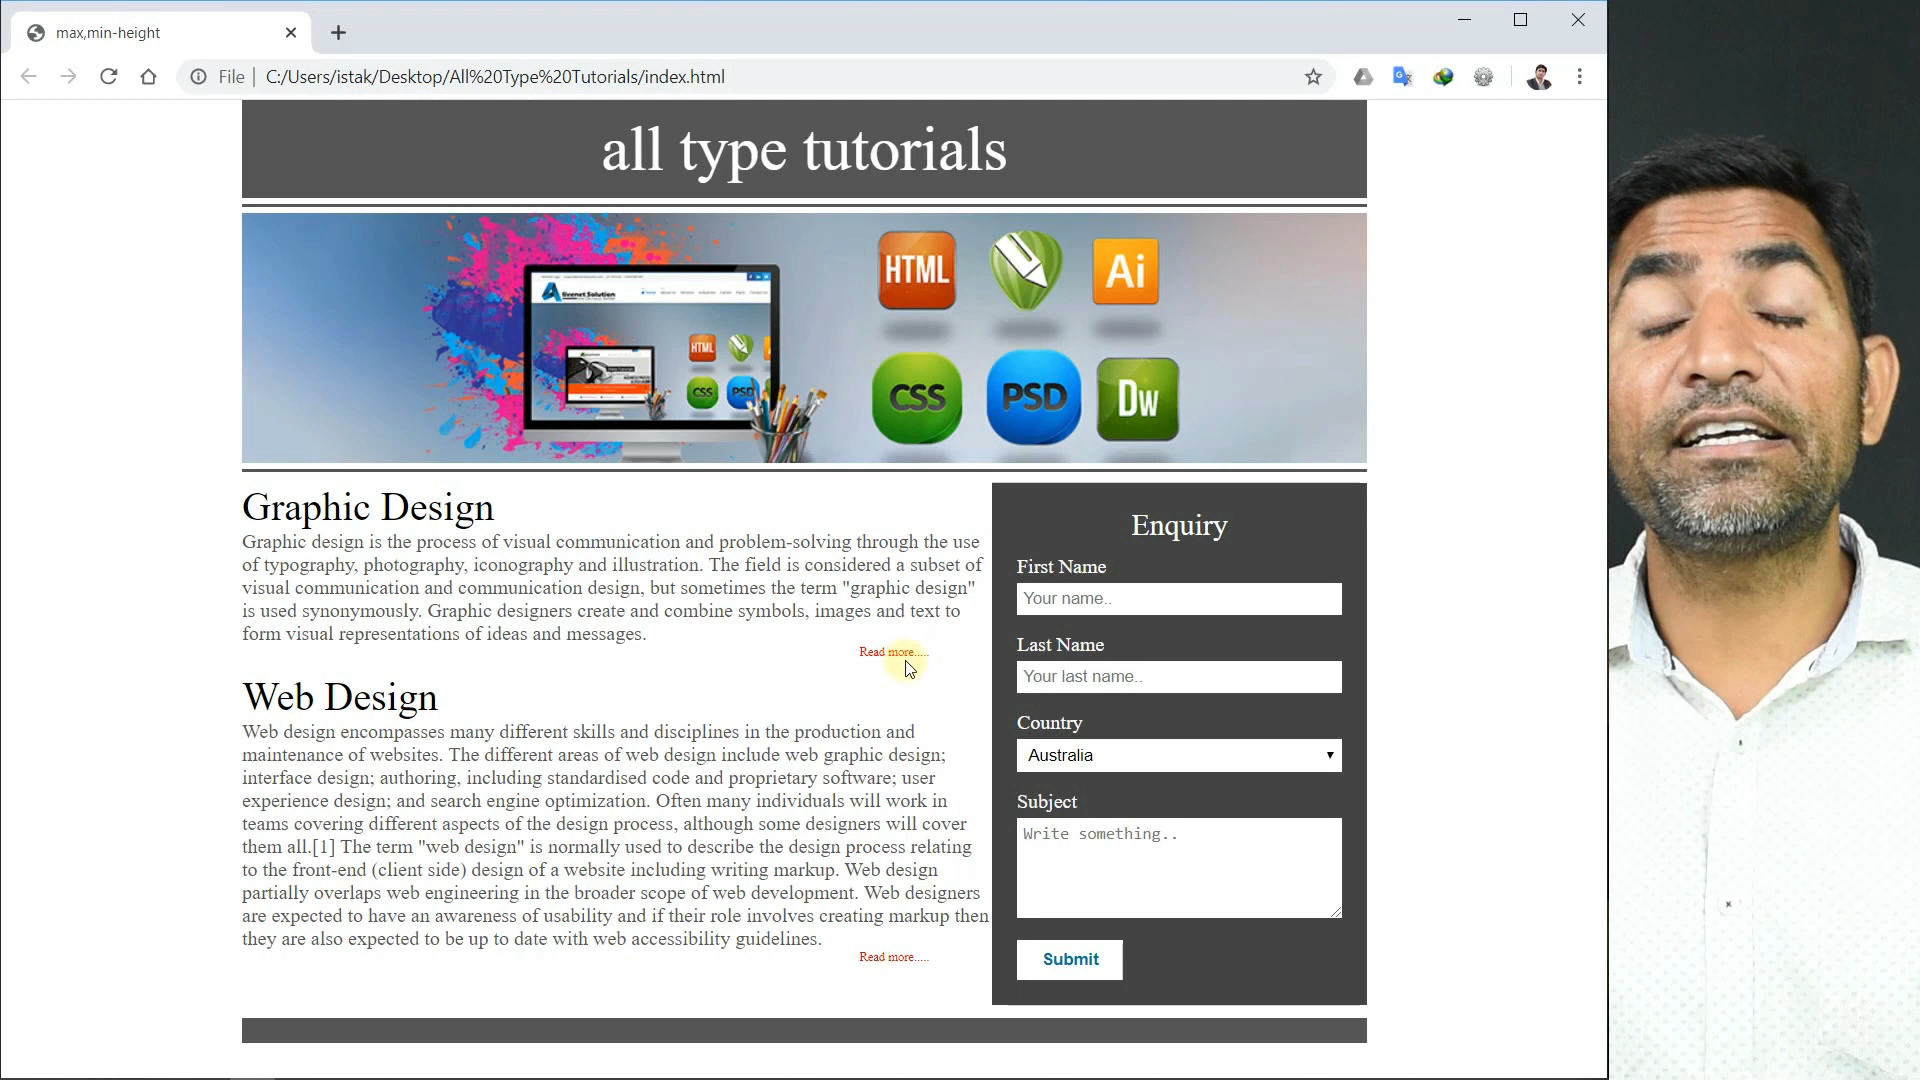 max,min-height
File
C:/Users/istak/Desktop/All%20Type%20Tutorials/index.html
all type tutorials
HTML
Ai
CSS
PSD
Dw
HTML
CSS
PSD
Graphic Design
Graphic design is the process of visual communication and problem-solving through the use
of typography, photography, iconography and illustration. The field is considered a subset of
visual communication and communication design, but sometimes the term "graphic design"
is used synonymously. Graphic designers create and combine symbols, images and text to
form visual representations of ideas and messages.
Read more.....
Web Design
Web design encompasses many different skills and disciplines in the production and
maintenance of websites. The different areas of web design include web graphic design;
interface design; authoring, including standardised code and proprietary software; user
experience design; and search engine optimization. Often many individuals will work in
teams covering different aspects of the design process, although some designers will cover
them all.[1] The term "web design" is normally used to describe the design process relating
to the front-end (client side) design of a website including writing markup. Web design
partially overlaps web engineering in the broader scope of web development. Web designers
are expected to have an awareness of usability and if their role involves creating markup then
they are also expected to be up to date with web accessibility guidelines.
Read more.....
Enquiry
First Name
Your name..
Last Name
Your last name..
Country
Australia
Subject
Write something..
Submit